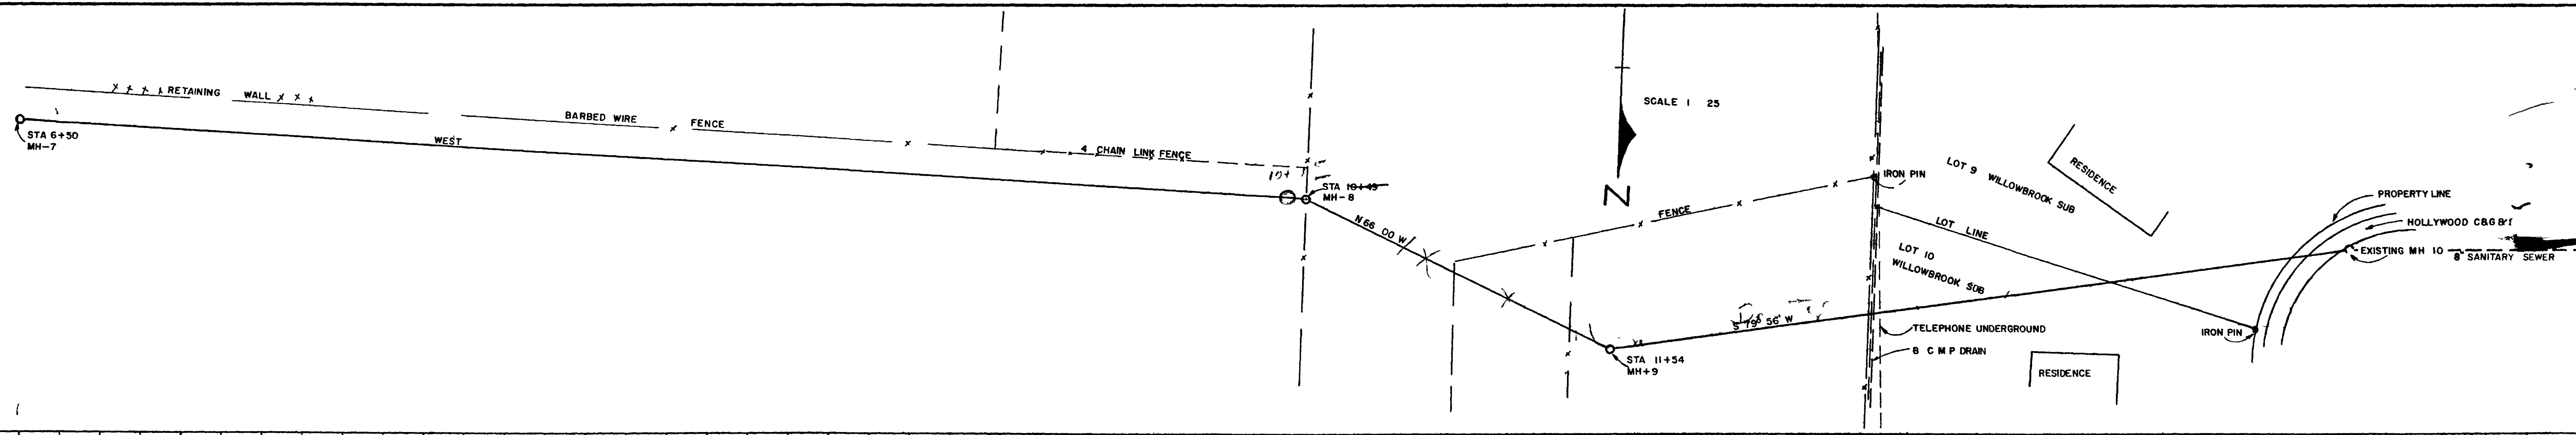 RETAINING WALL
BARBED WIRE FENCE
4 CHAIN LINK FENCE
STA 6+50
MH-7
WEST
10+
STA 10+49
MH-8
N 66 00 W
FENCE
SCALE 1 25
N
IRON PIN
LOT 9 WILLOWBROOK SUB
RESIDENCE
LOT LINE
LOT 10
WILLOWBROOK SUB
PROPERTY LINE
HOLLYWOOD C&G&
EXISTING MH 10
8" SANITARY SEWER
S 79° 56' W
STA 11+54
MH+9
TELEPHONE UNDERGROUND
8 C M P DRAIN
IRON PIN
RESIDENCE